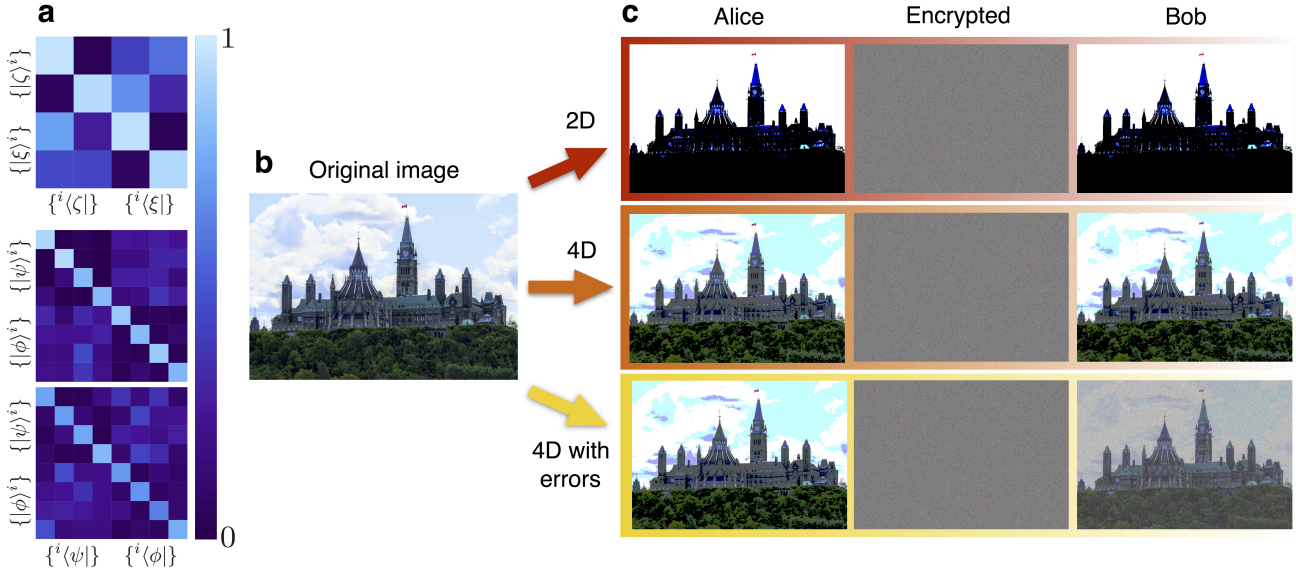 a
1
{|ζ⟩ⁱ}
{|ξ⟩ⁱ}
{ⁱ⟨ζ|} {ⁱ⟨ξ|}
{|ψ⟩ⁱ}
{|ϕ⟩ⁱ}
{|ψ⟩ⁱ}
{|ϕ⟩ⁱ}
{ⁱ⟨ψ|} {ⁱ⟨ϕ|}
0
b
Original image
2D
4D
4D with
errors
c
Alice Encrypted Bob